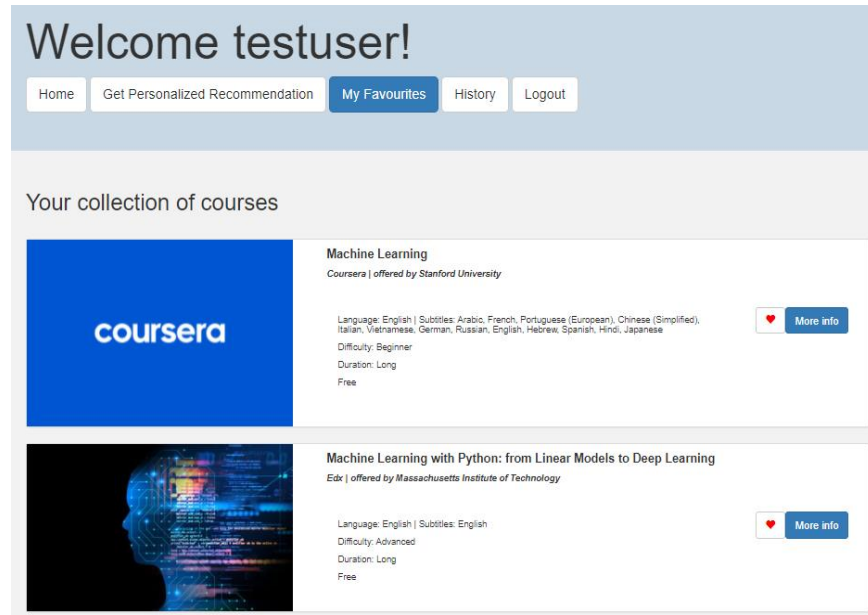 Welcome testuser!
Home Get Personalized Recommendation My Favourites History Logout
Your collection of courses
coursera
Machine Learning
Coursera | offered by Stanford University
Language: English | Subtitles: Arabic, French, Portuguese (European), Chinese (Simplified),
Italian, Vietnamese, German, Russian, English, Hebrew, Spanish, Hindi, Japanese
More info
Difficulty: Beginner
Duration: Long
Free
Machine Learning with Python: from Linear Models to Deep Learning
Edx | offered by Massachusetts Institute of Technology
Language: English | Subtitles: English
More info
Difficulty: Advanced
Duration: Long
Free